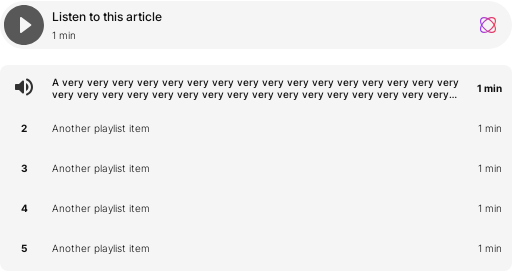 Listen to this article
1 min
A very very very very very very very very very very very very very very very very
very very very very very very very very very very very very very very very very...
1 min
2 Another playlist item 1 min
3 Another playlist item 1 min
4 Another playlist item 1 min
5 Another playlist item 1 min